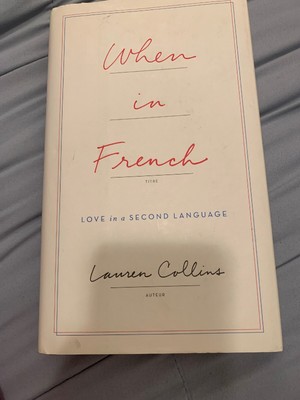 When
in
French
TITRE
LOVE in a SECOND LANGUAGE
Lauren Collins
AUTEUR